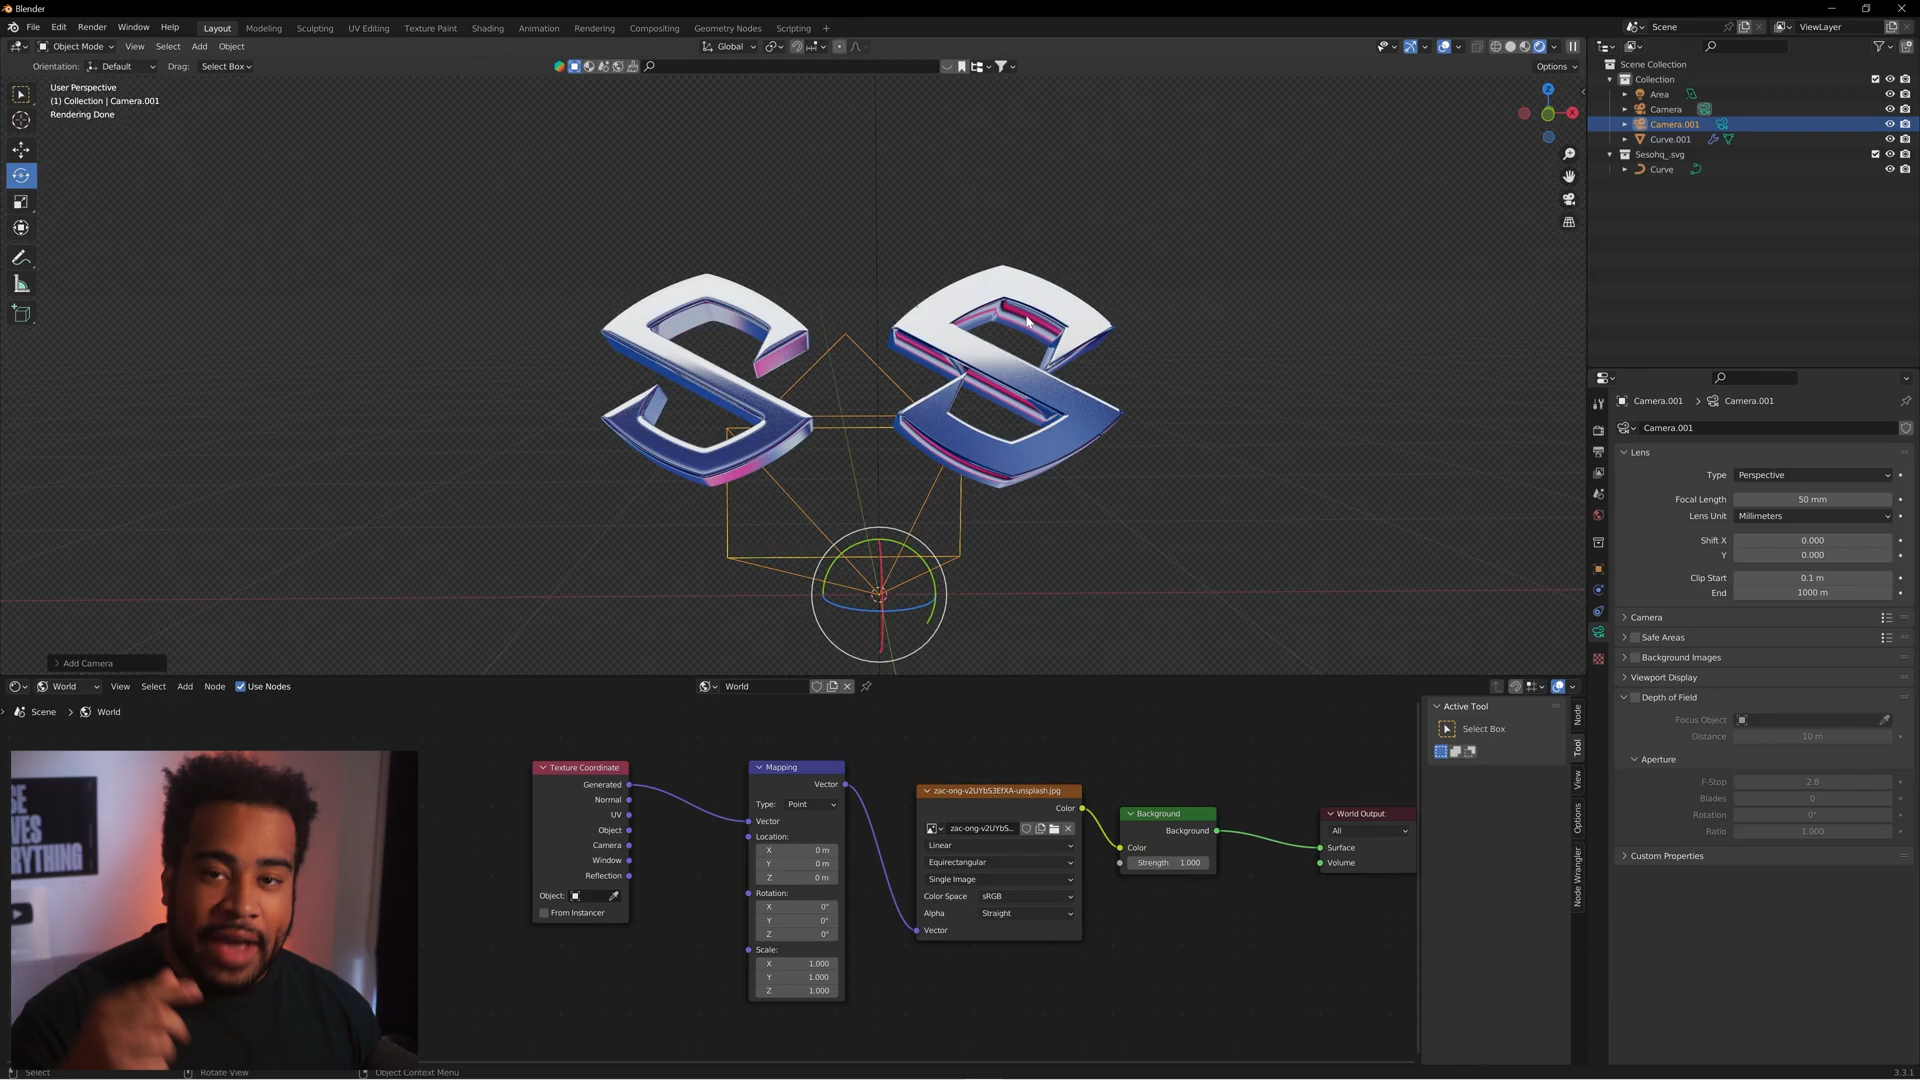 Blender
File Edit Render Window Help Layout Modeling Sculpting UV Editing Texture Paint Shading Animation Rendering Compositing Geometry Nodes Scripting + Scene ViewLayer
Object Mode View Select Add Object Global
Orientation: Default Drag: Select Box Options
User Perspective
(1) Collection | Camera.001
Rendering Done
Z
X
Scene Collection
Collection
Area
Camera
Camera.001
Curve.001
Sesohq_.svg
Curve
Add Camera
Camera.001 > Camera.001
Camera.001
Lens
Type Perspective
Focal Length 50 mm
Lens Unit Millimeters
Shift X 0.000
Y 0.000
Clip Start 0.1 m
End 1000 m
Camera
Safe Areas
Background Images
Viewport Display
Depth of Field
Focus Object
Distance 10 m
Aperture
F-Stop 2.8
Blades 0
Rotation 0°
Ratio 1.000
Custom Properties
World View Select Add Node Use Nodes World
Scene > World
Texture Coordinate
Generated
Normal
UV
Object
Camera
Window
Reflection
Object:
From Instancer
Mapping
Vector
Type: Point
Vector
Location:
X 0 m
Y 0 m
Z 0 m
Rotation:
X 0°
Y 0°
Z 0°
Scale:
X 1.000
Y 1.000
Z 1.000
zac-ong-v2UYbS3EfXA-unsplash.jpg
Color
zac-ong-v2UYbS...
Linear
Equirectangular
Single Image
Color Space sRGB
Alpha Straight
Vector
Background
Background
Color
Strength 1.000
World Output
All
Surface
Volume
Active Tool
Select Box
Node
Tool
View
Options
Node Wrangler
Select Rotate View Object Context Menu 3.3.1